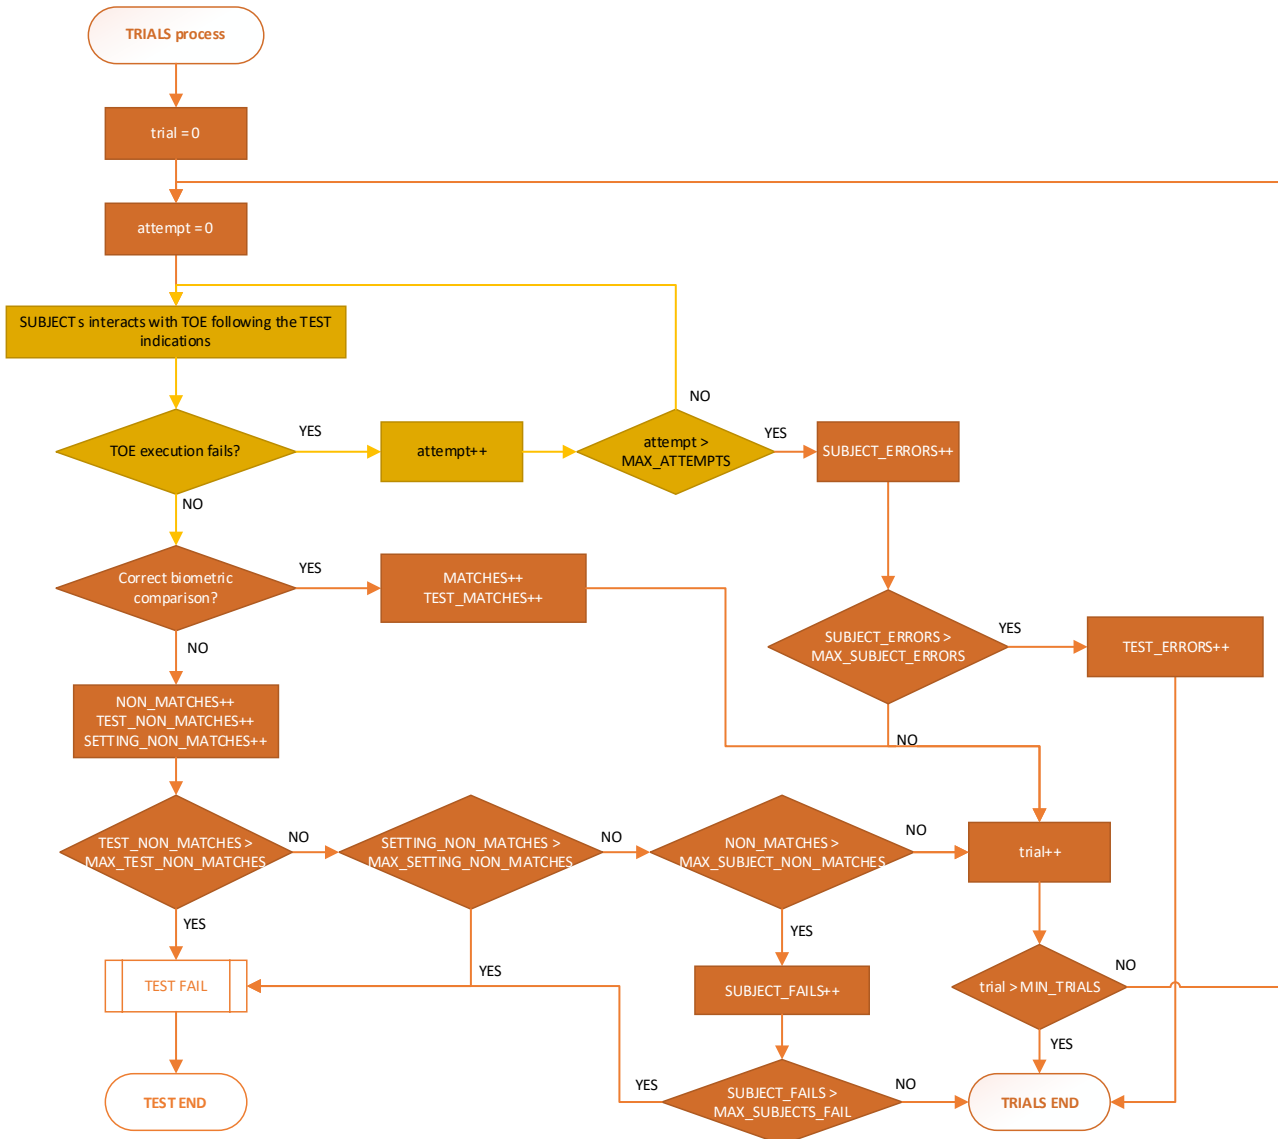 TRIALS process
trial = 0
attempt = 0
SUBJECT s interacts with TOE following the TEST
indications
NO
TOE execution fails?
YES
attempt++
attempt >
MAX_ATTEMPTS
YES
SUBJECT_ERRORS++
NO
Correct biometric
comparison?
YES
MATCHES++
TEST_MATCHES++
SUBJECT_ERRORS >
MAX_SUBJECT_ERRORS
YES
TEST_ERRORS++
NO
NON_MATCHES++
TEST_NON_MATCHES++
SETTING_NON_MATCHES++
NO
TEST_NON_MATCHES >
MAX_TEST_NON_MATCHES
NO
SETTING_NON_MATCHES >
MAX_SETTING_NON_MATCHES
NO
NON_MATCHES >
MAX_SUBJECT_NON_MATCHES
NO
trial++
YES
YES
YES
TEST FAIL
SUBJECT_FAILS++
trial > MIN_TRIALS
NO
YES
TEST END
YES
SUBJECT_FAILS >
MAX_SUBJECTS_FAIL
NO
TRIALS END